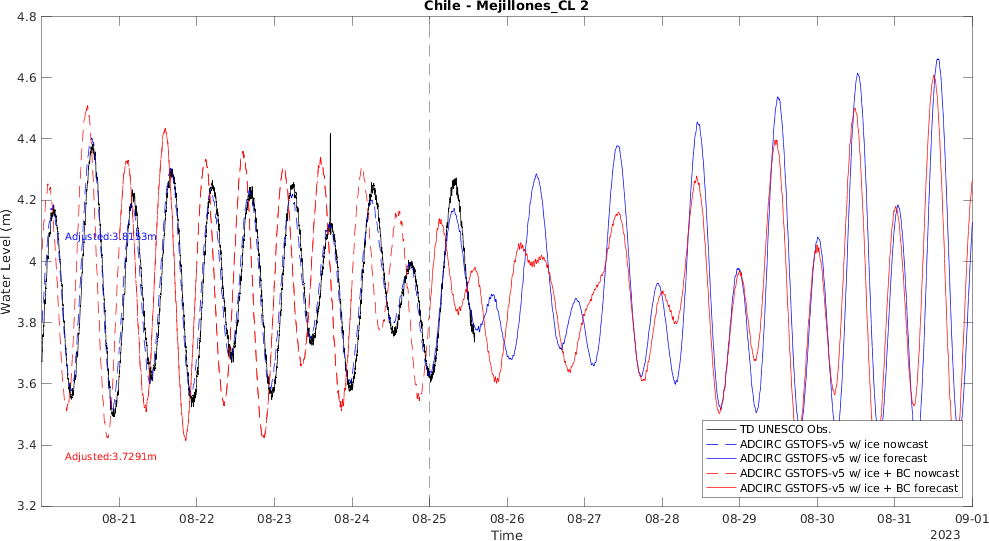 Chile - Mejillones_CL 2
4.8
4.6
4.4
4.2
4
3.8
3.6
3.4
3.2
Water Level (m)
Adjusted:3.8153m
Adjusted:3.7291m
TD UNESCO Obs.
ADCIRC GSTOFS-v5 w/ ice nowcast
ADCIRC GSTOFS-v5 w/ ice forecast
ADCIRC GSTOFS-v5 w/ ice + BC nowcast
ADCIRC GSTOFS-v5 w/ ice + BC forecast
08-21 08-22 08-23 08-24 08-25 08-26 08-27 08-28 08-29 08-30 08-31 09-01
Time
2023